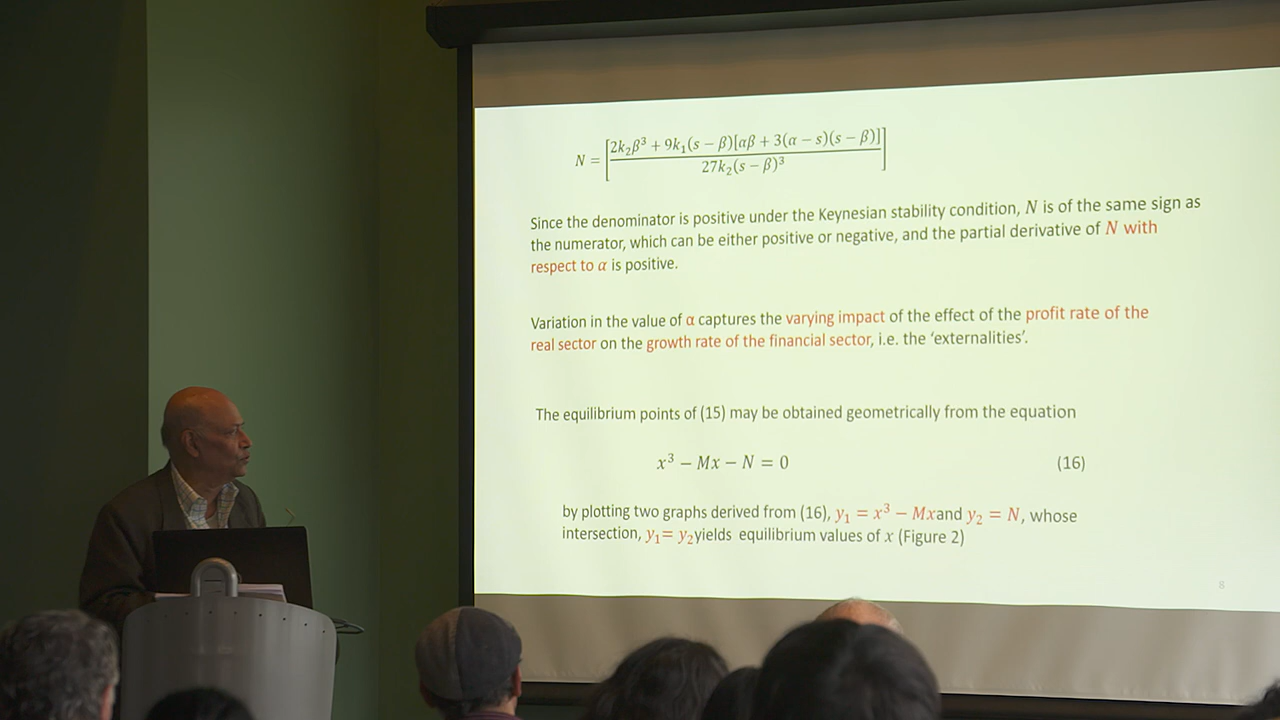 N = [2k₂β³ + 9k₁(s − β)[αβ + 3(α − s)(s − β)]]
27k₂(s − β)³
Since the denominator is positive under the Keynesian stability condition, N is of the same sign as
the numerator, which can be either positive or negative, and the partial derivative of N with
respect to α is positive.
Variation in the value of α captures the varying impact of the effect of the profit rate of the
real sector on the growth rate of the financial sector, i.e. the ‘externalities’.
The equilibrium points of (15) may be obtained geometrically from the equation
x³ − Mx − N = 0 (16)
by plotting two graphs derived from (16), y₁ = x³ − Mxand y₂ = N, whose
intersection, y₁= y₂yields equilibrium values of x (Figure 2)
8